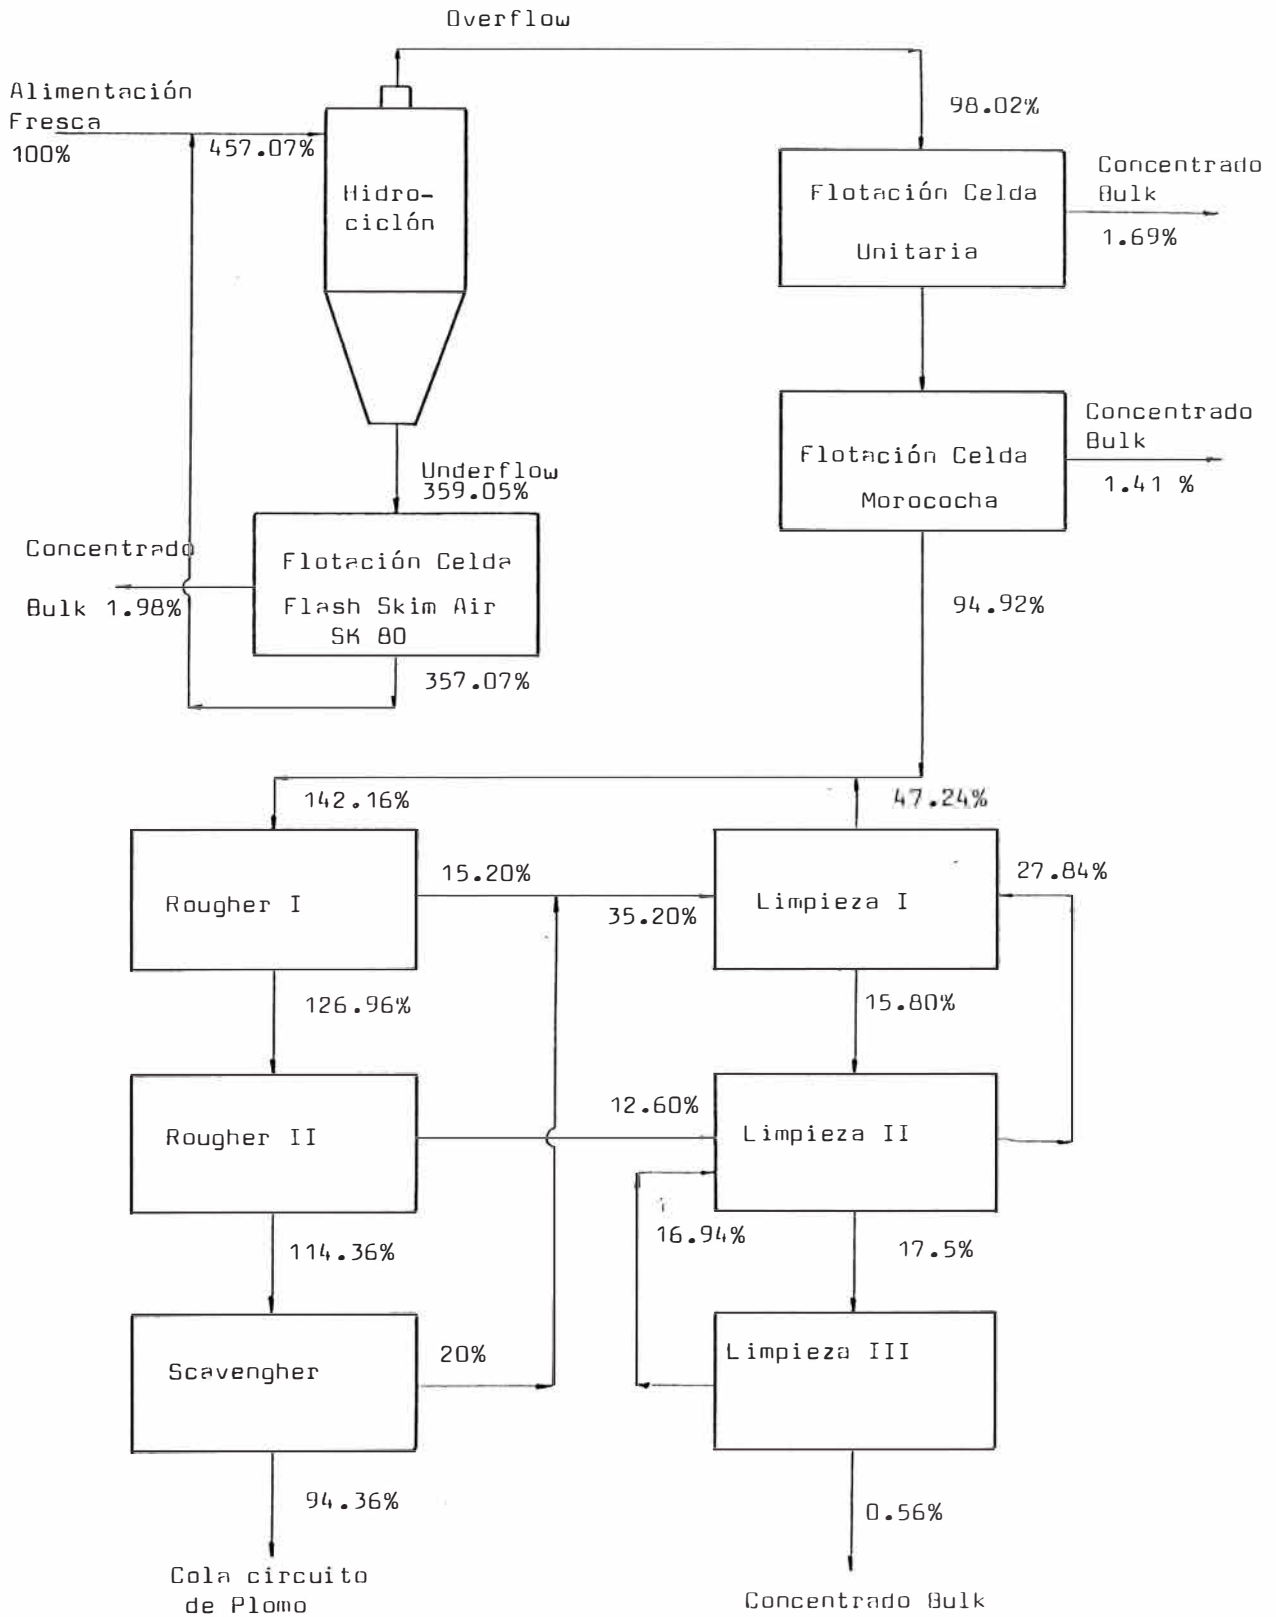 Overflow
Alimentación
Fresca
100%
457.07%
98.02%
Hidro-
ciclón
Flotación Celda
Unitaria
Concentrado
Bulk
1.69%
Underflow
359.05%
Flotación Celda
Morococha
Concentrado
Bulk
1.41 %
Concentrado
Bulk 1.98%
Flotación Celda
Flash Skim Air
SK 80
357.07%
94.92%
142.16%
47.24%
Rougher I
15.20%
35.20%
Limpieza I
27.84%
126.96%
15.80%
Rougher II
12.60%
Limpieza II
114.36%
16.94%
17.5%
Scavengher
20%
Limpieza III
94.36%
0.56%
Cola circuito
de Plomo
Concentrado Bulk